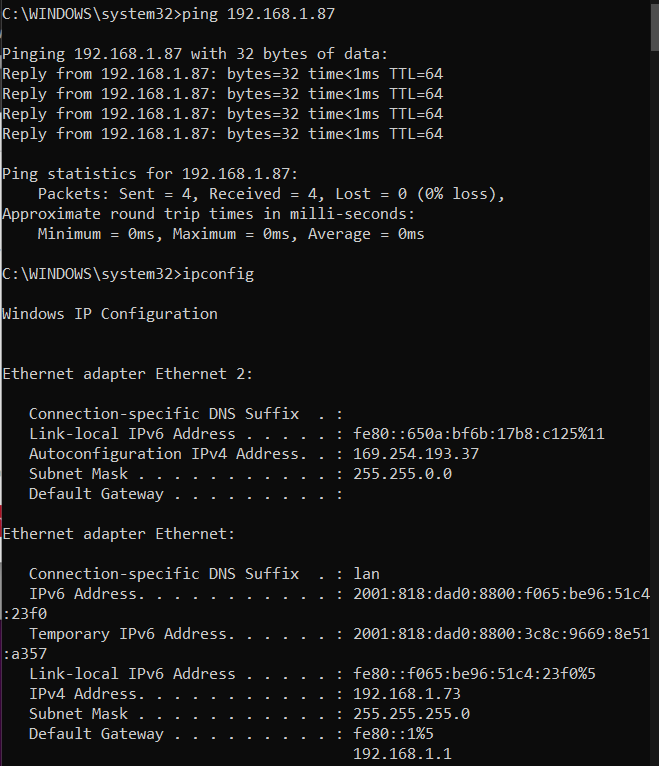 C:\WINDOWS\system32>ping 192.168.1.87
Pinging 192.168.1.87 with 32 bytes of data:
Reply from 192.168.1.87: bytes=32 time<1ms TTL=64
Reply from 192.168.1.87: bytes=32 time<1ms TTL=64
Reply from 192.168.1.87: bytes=32 time<1ms TTL=64
Reply from 192.168.1.87: bytes=32 time<1ms TTL=64
Ping statistics for 192.168.1.87:
    Packets: Sent = 4, Received = 4, Lost = 0 (0% loss),
Approximate round trip times in milli-seconds:
    Minimum = 0ms, Maximum = 0ms, Average = 0ms
C:\WINDOWS\system32>ipconfig
Windows IP Configuration
Ethernet adapter Ethernet 2:
   Connection-specific DNS Suffix  . :
   Link-local IPv6 Address . . . . . : fe80::650a:bf6b:17b8:c125%11
   Autoconfiguration IPv4 Address. . : 169.254.193.37
   Subnet Mask . . . . . . . . . . . : 255.255.0.0
   Default Gateway . . . . . . . . . :
Ethernet adapter Ethernet:
   Connection-specific DNS Suffix  . : lan
   IPv6 Address. . . . . . . . . . . : 2001:818:dad0:8800:f065:be96:51c4
:23f0
   Temporary IPv6 Address. . . . . . : 2001:818:dad0:8800:3c8c:9669:8e51
:a357
   Link-local IPv6 Address . . . . . : fe80::f065:be96:51c4:23f0%5
   IPv4 Address. . . . . . . . . . . : 192.168.1.73
   Subnet Mask . . . . . . . . . . . : 255.255.255.0
   Default Gateway . . . . . . . . . : fe80::1%5
                                       192.168.1.1